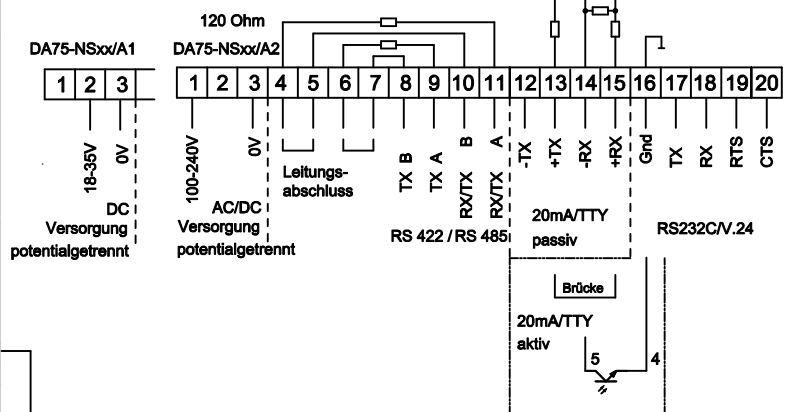 120 Ohm
DA75-NSxx/A1
DA75-NSxx/A2
1 2 3
1 2 3 4 5 6 7 8 9 10 11 12 13 14 15 16 17 18 19 20
18-35V
0V
100-240V
0V
Leitungs-
abschluss
TX B
TX A
RX/TX B
RX/TX A
-TX
+TX
-RX
+RX
Gnd
TX
RX
RTS
CTS
DC
Versorgung
potentialgetrennt
AC/DC
Versorgung
potentialgetrennt
RS 422 / RS 485
20mA/TTY
passiv
RS232C/V.24
Brücke
20mA/TTY
aktiv
5
4